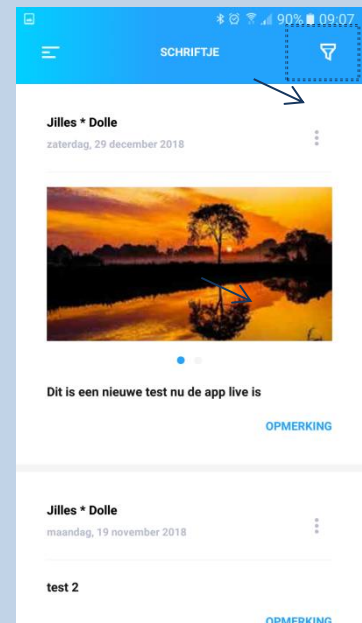 90% 09:07
SCHRIFTJE
Jilles * Dolle
zaterdag, 29 december 2018
Dit is een nieuwe test nu de app live is
OPMERKING
Jilles * Dolle
maandag, 19 november 2018
test 2
OPMERKING